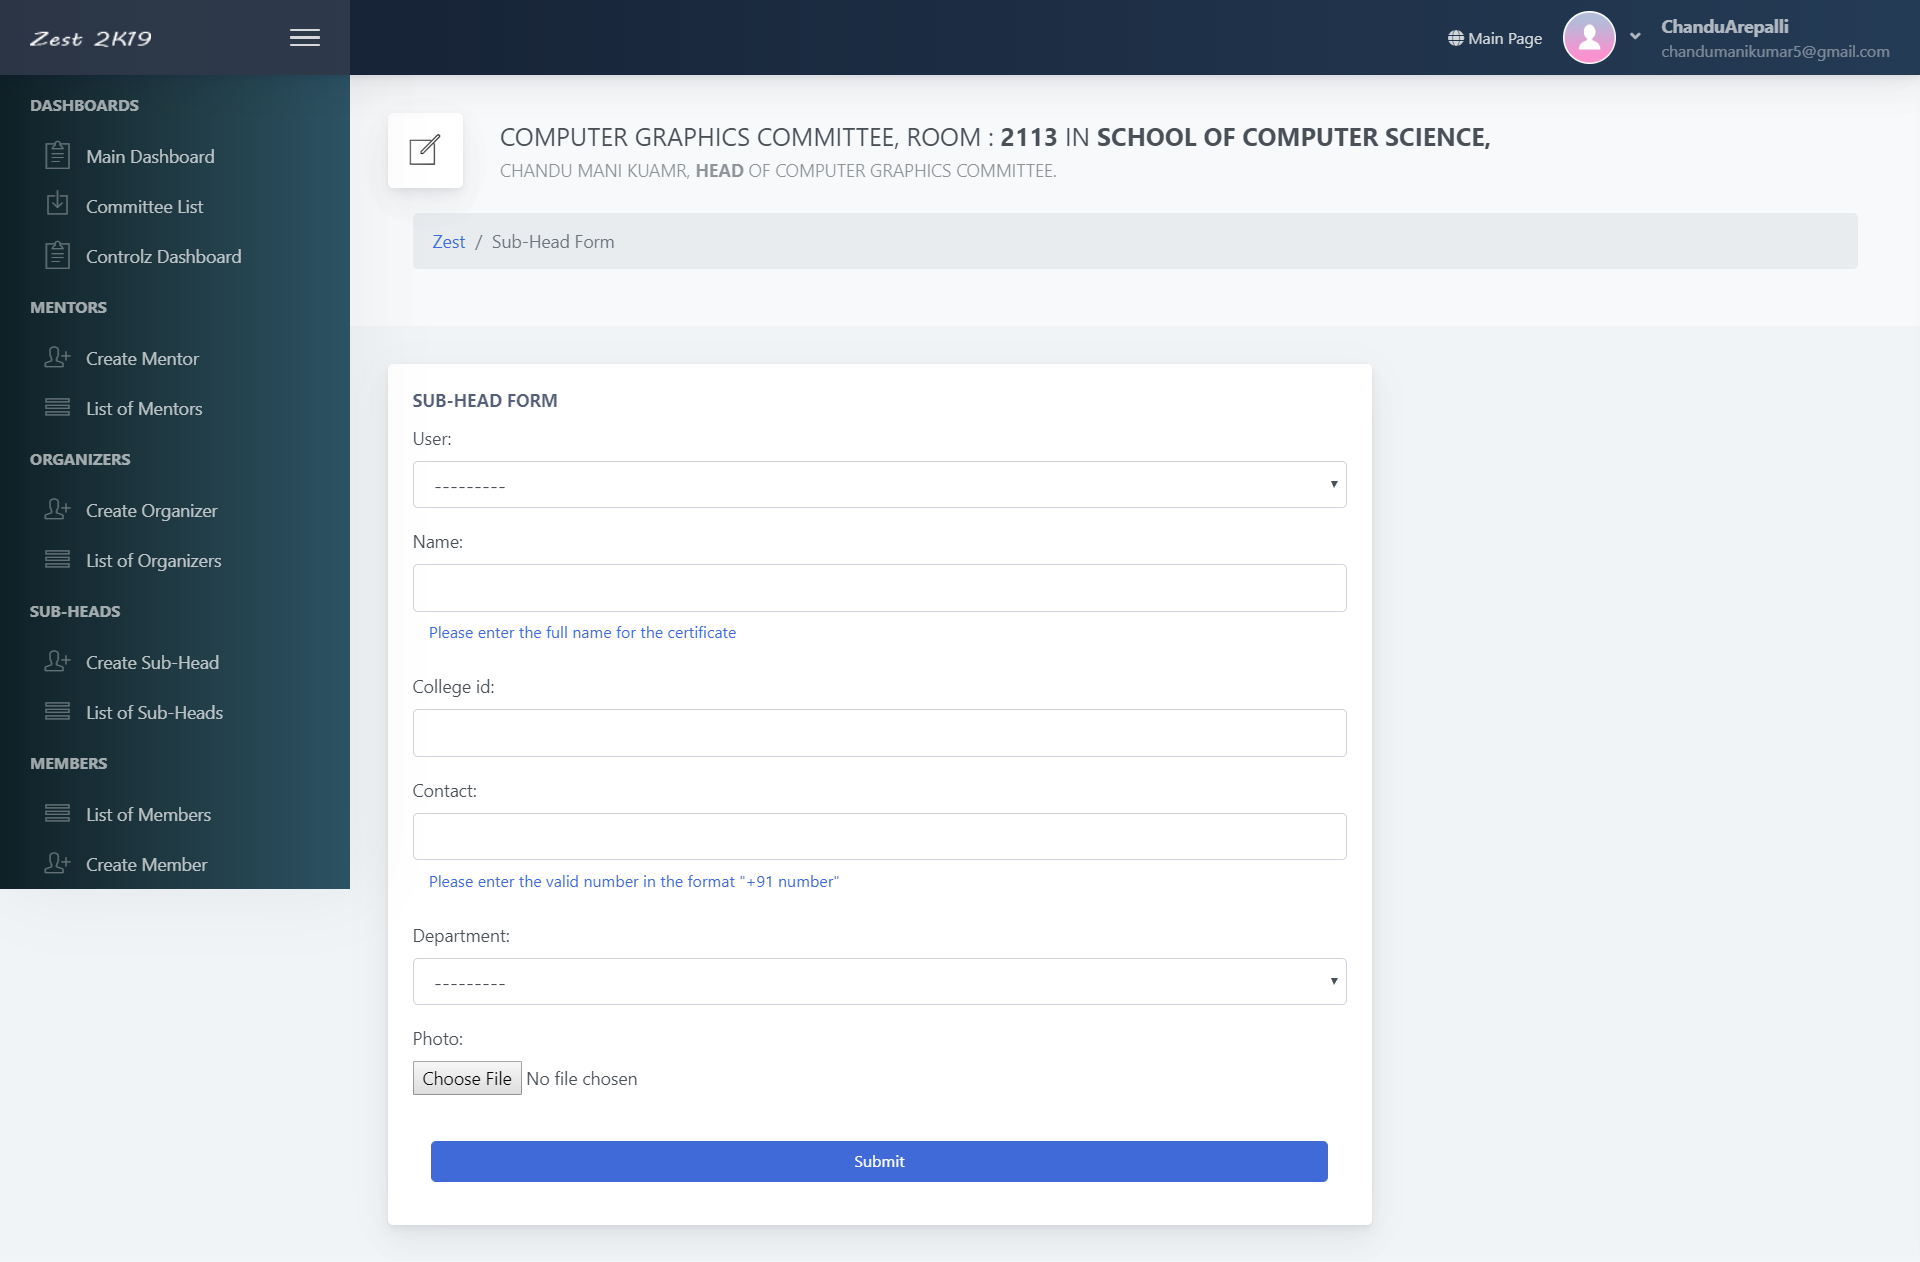 Zest 2K19
Main Page
ChanduArepalli
chandumanikumar5@gmail.com
DASHBOARDS
Main Dashboard
Committee List
Controlz Dashboard
MENTORS
Create Mentor
List of Mentors
ORGANIZERS
Create Organizer
List of Organizers
SUB-HEADS
Create Sub-Head
List of Sub-Heads
MEMBERS
List of Members
Create Member
COMPUTER GRAPHICS COMMITTEE, ROOM : 2113 IN SCHOOL OF COMPUTER SCIENCE,
CHANDU MANI KUAMR, HEAD OF COMPUTER GRAPHICS COMMITTEE.
Zest / Sub-Head Form
SUB-HEAD FORM
User:
---------
Name:
Please enter the full name for the certificate
College id:
Contact:
Please enter the valid number in the format "+91 number"
Department:
---------
Photo:
Choose File No file chosen
Submit